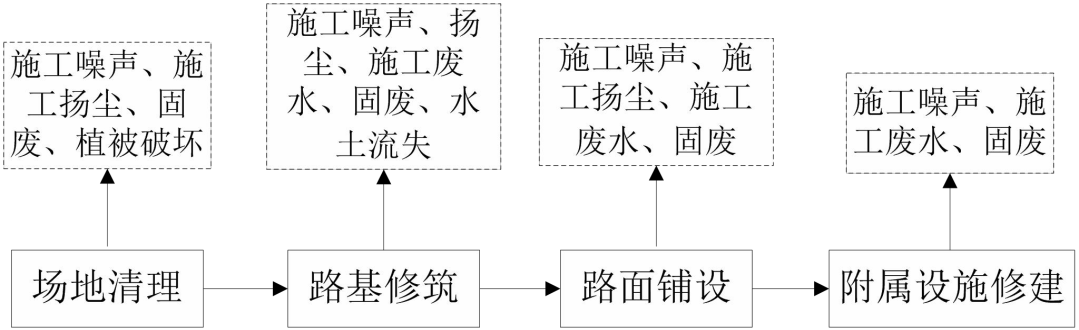 施工噪声、施
工扬尘、固
废、植被破坏
施工噪声、扬
尘、施工废
水、固废、水
土流失
施工噪声、施
工扬尘、施工
废水、固废
施工噪声、施
工废水、固废
场地清理
路基修筑
路面铺设
附属设施修建